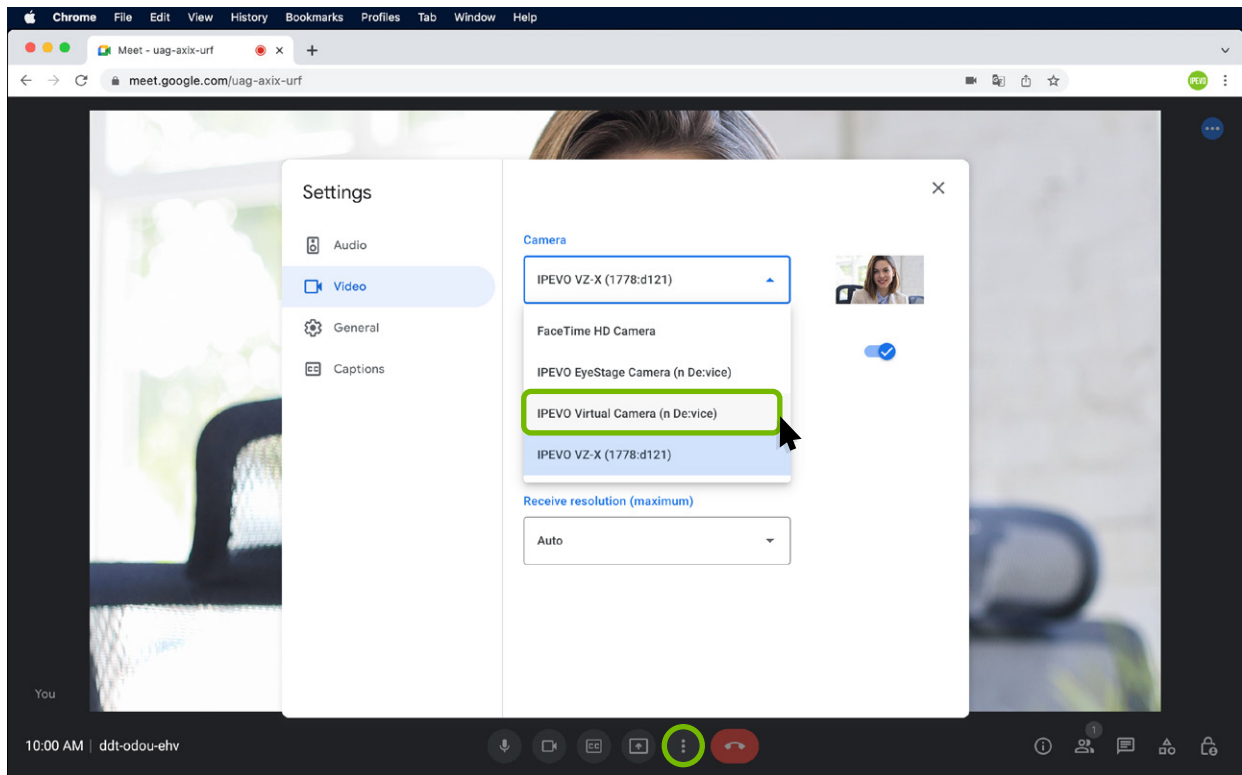 Chrome File Edit View History Bookmarks Profiles Tab Window Help
Meet - uag-axix-urf
meet.google.com/uag-axix-urf
IPEVO
Settings
Audio
Video
General
Captions
Camera
IPEVO VZ-X (1778:d121)
FaceTime HD Camera
IPEVO EyeStage Camera (n De:vice)
IPEVO Virtual Camera (n De:vice)
IPEVO VZ-X (1778:d121)
Receive resolution (maximum)
Auto
You
10:00 AM | ddt-odou-ehv
CC
1